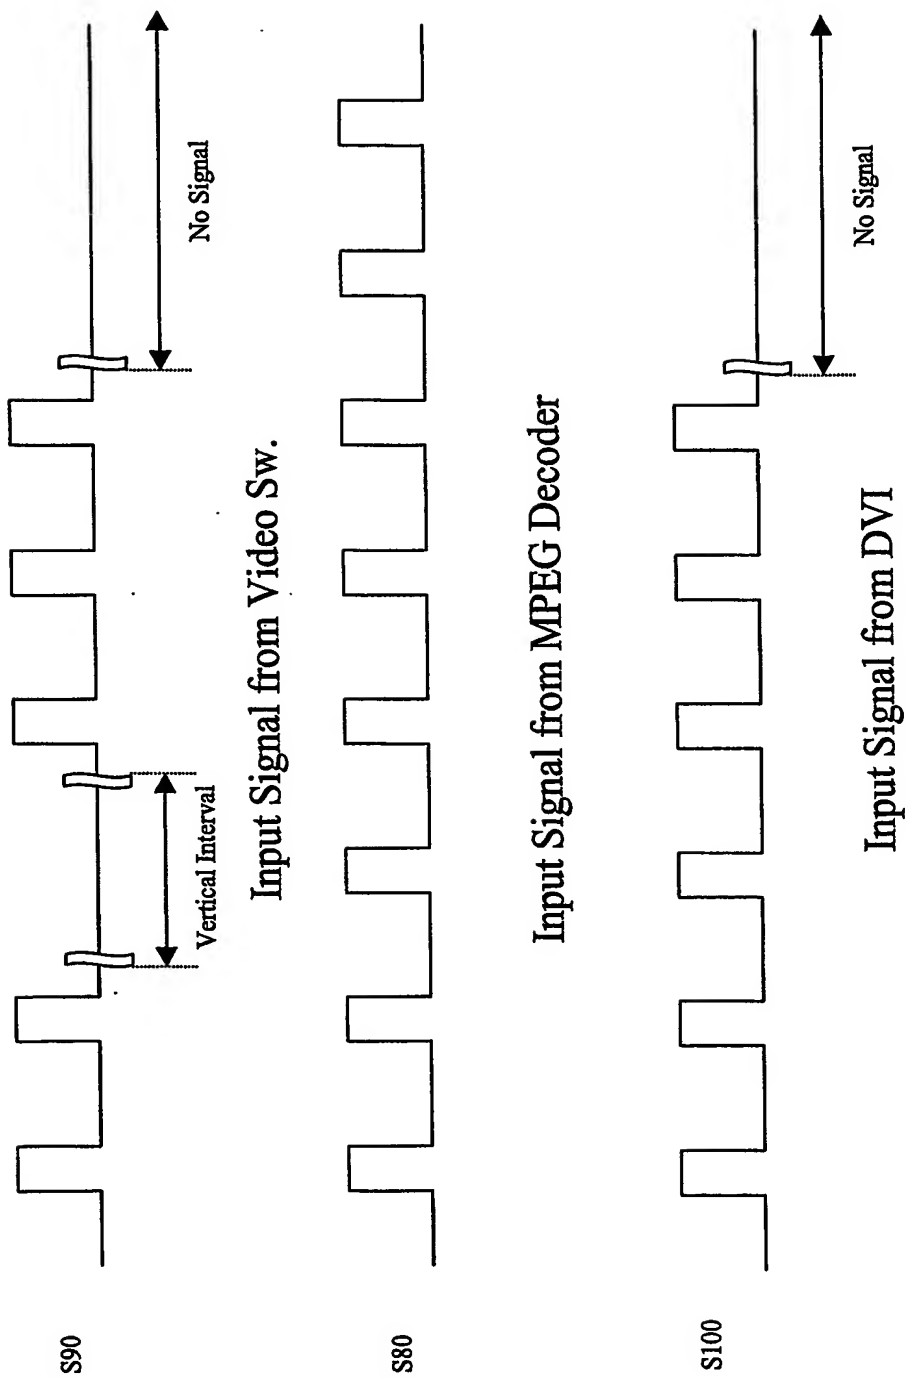 S90
Vertical Interval
No Signal
Input Signal from Video Sw.
S80
Input Signal from MPEG Decoder
S100
No Signal
Input Signal from DVI